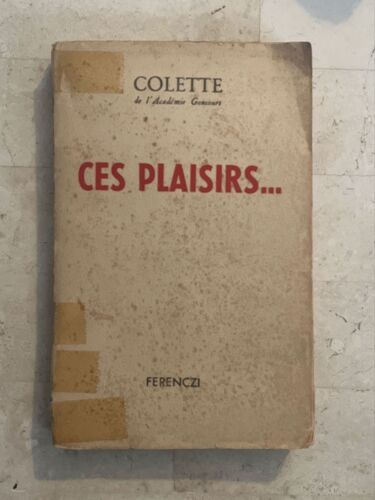 COLETTE
de l'Académie Goncourt
CES PLAISIRS...
FERENCZI